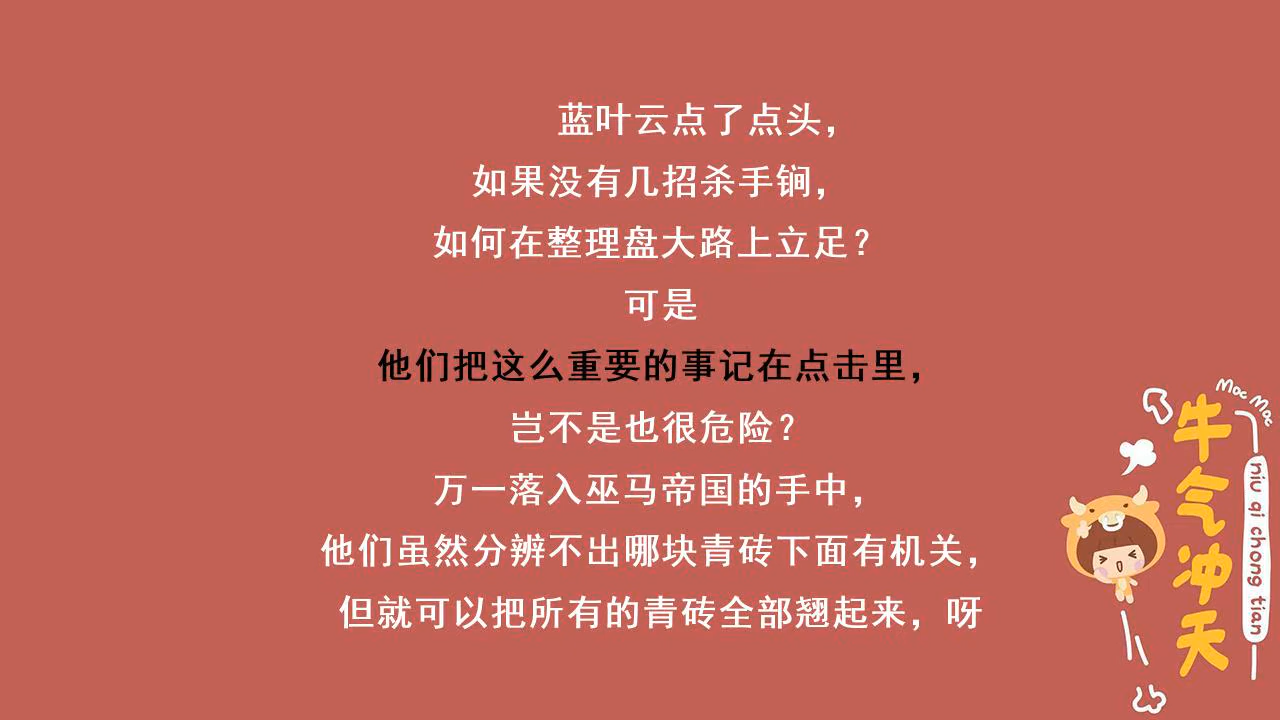 蓝叶云点了点头，
如果没有几招杀手锏，
如何在整理盘大路上立足？
可是
他们把这么重要的事记在点击里，
岂不是也很危险？
万一落入巫马帝国的手中，
他们虽然分辨不出哪块青砖下面有机关，
但就可以把所有的青砖全部翘起来，呀
Moc Moc
牛气冲天
niu qi chong tian